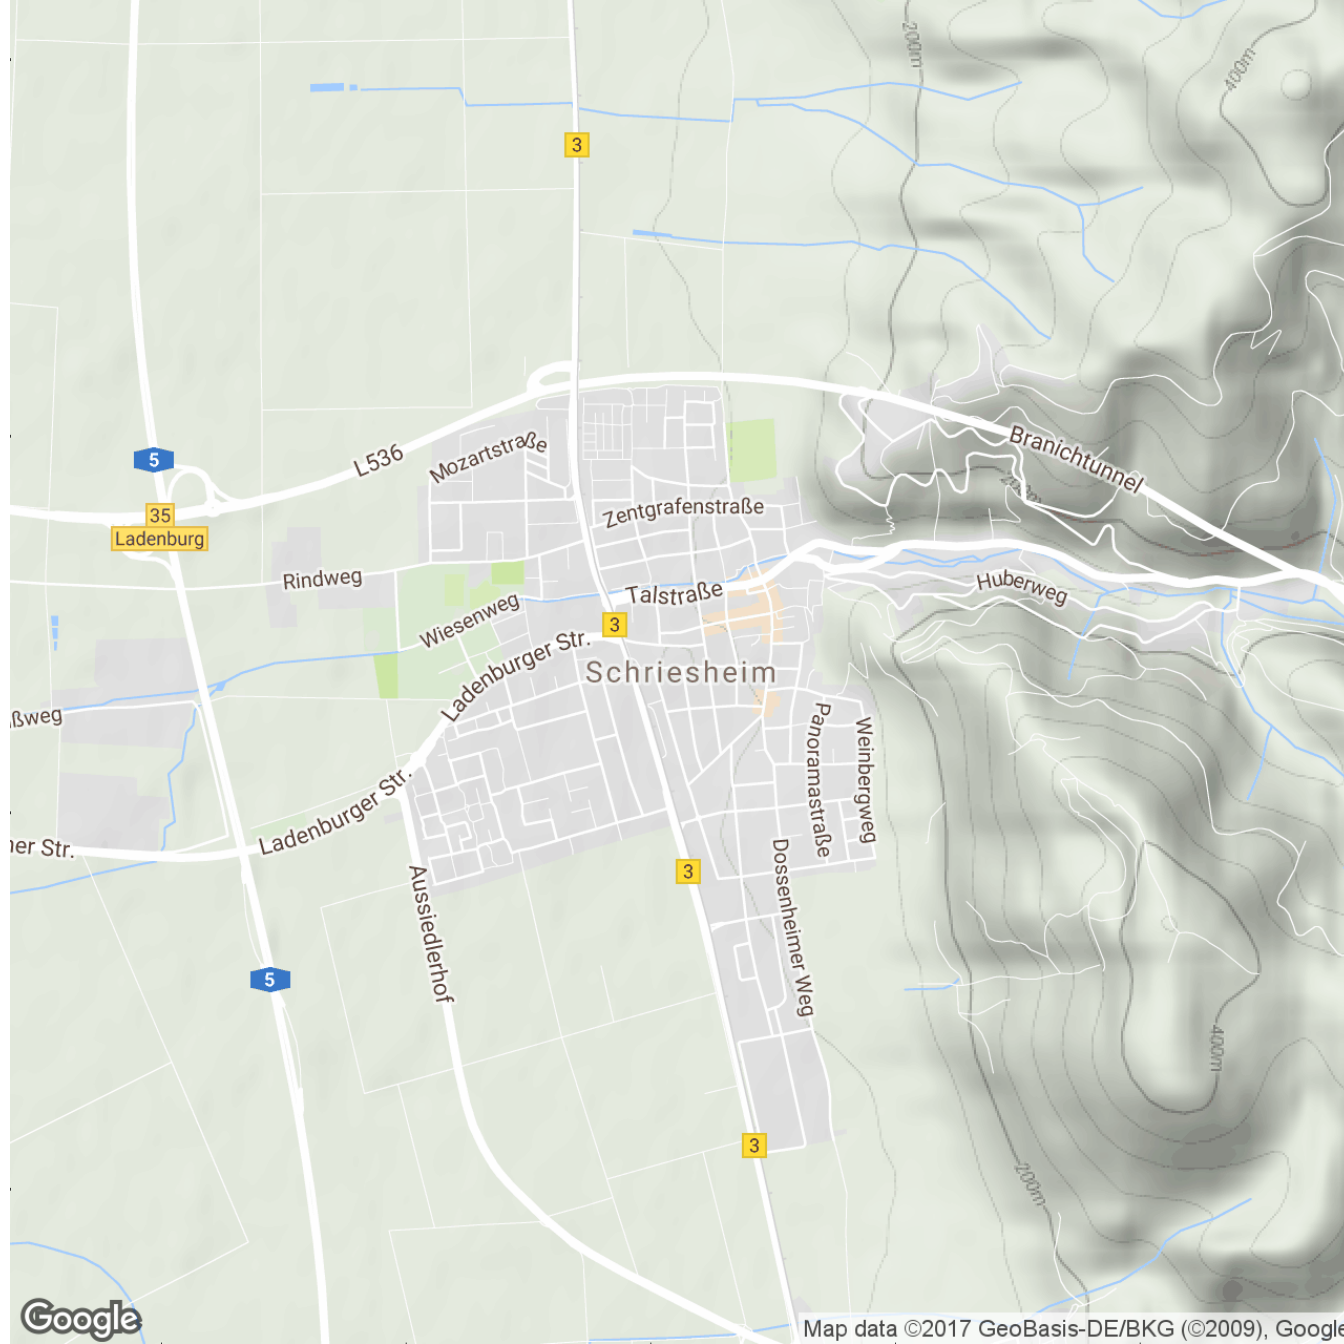 200m
400m
3
Branichtunnel
Mozartstraße
L536
5
200m
Zentgrafenstraße
35
Ladenburg
Rindweg
Huberweg
Talstraße
Wiesenweg
3
Ladenburger Str.
Schriesheim
ßweg
Panoramastraße
Weinbergweg
Ladenburger Str.
ner Str.
3
Dossenheimer Weg
Aussiedlerhof
5
400m
3
200m
Google
Map data ©2017 GeoBasis-DE/BKG (©2009), Google